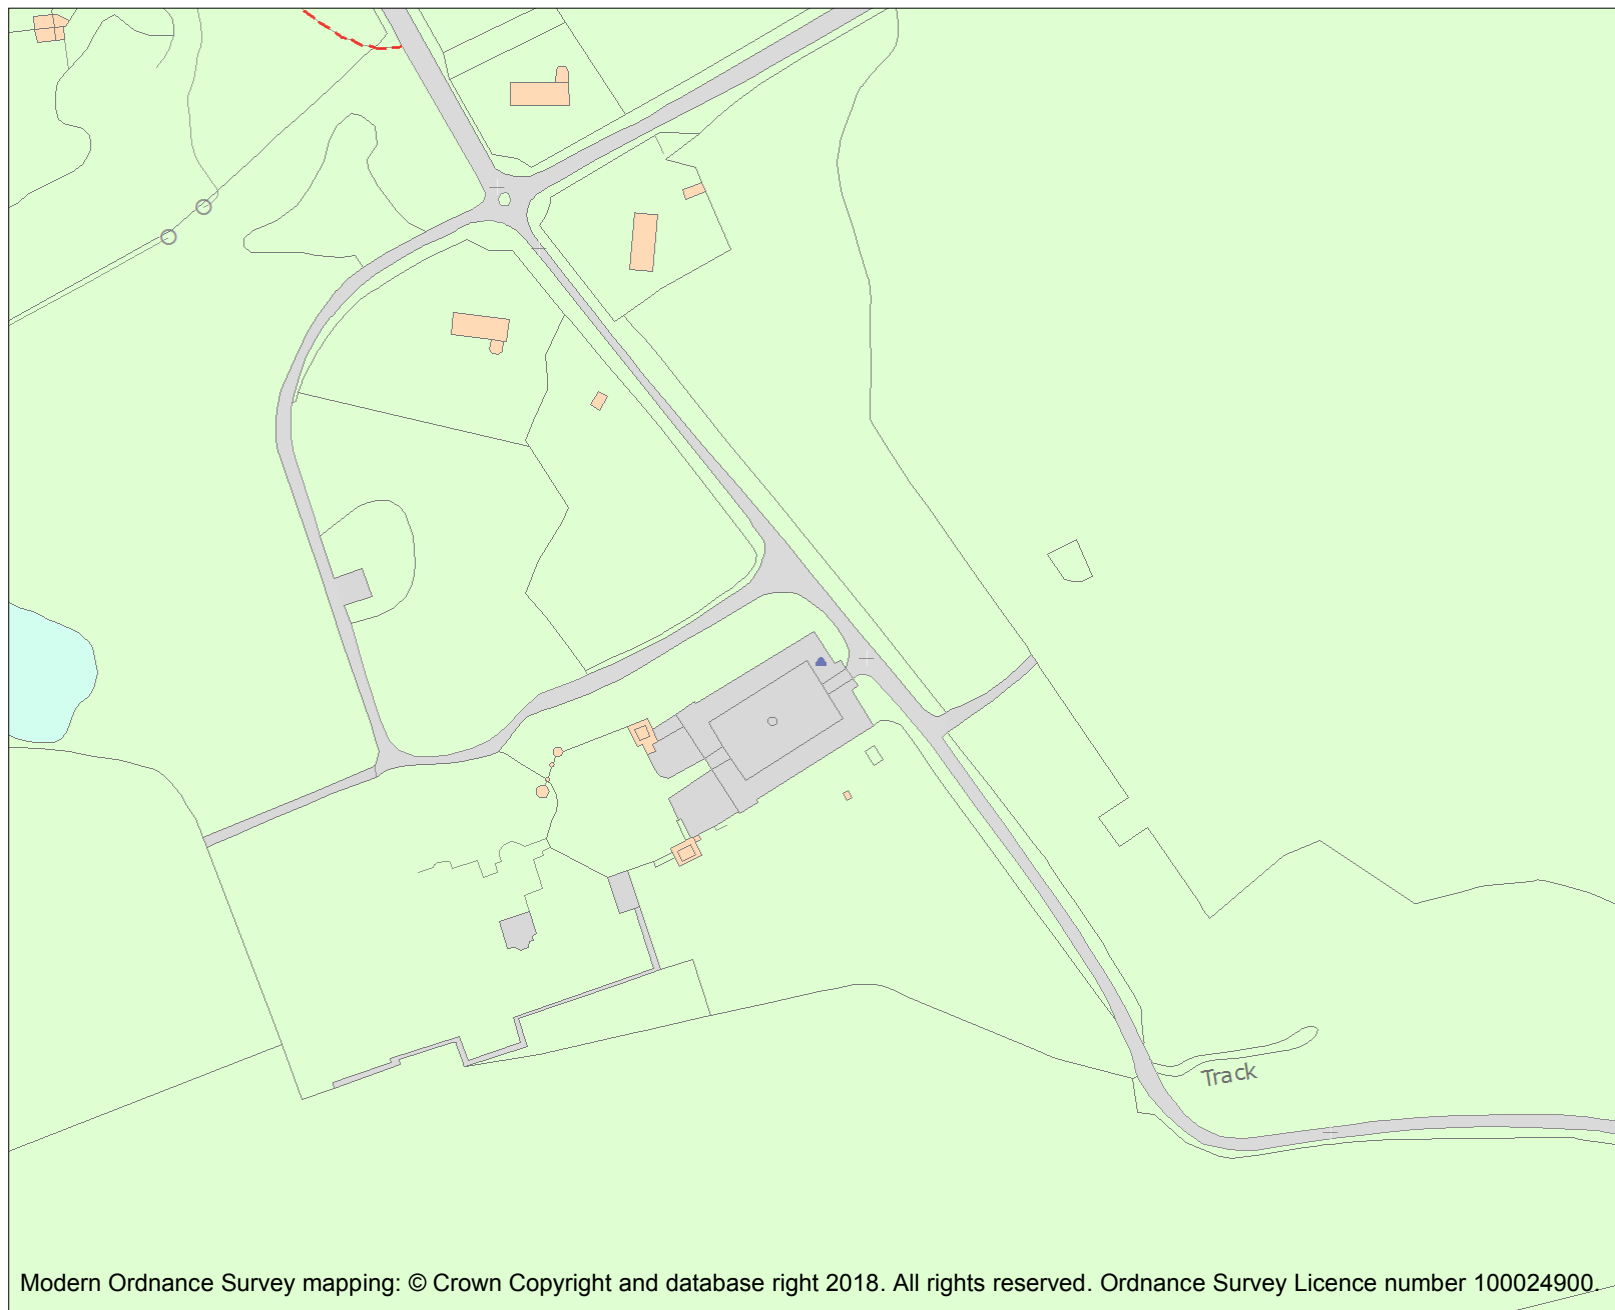 Track
Modern Ordnance Survey mapping: © Crown Copyright and database right 2018. All rights reserved. Ordnance Survey Licence number 100024900.